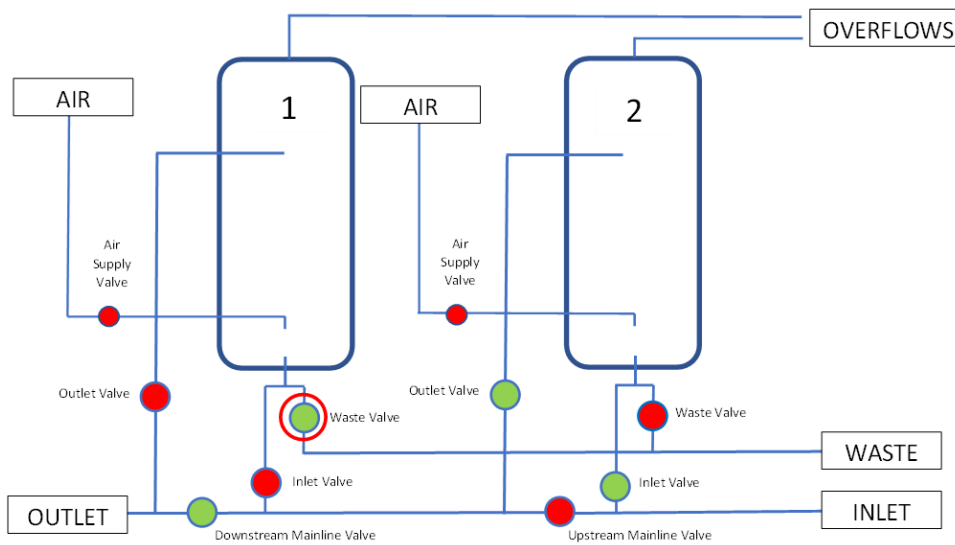 OVERFLOWS
AIR
1
AIR
2
Air
Supply
Valve
Air
Supply
Valve
Outlet Valve
Waste Valve
Outlet Valve
Waste Valve
WASTE
Inlet Valve
Inlet Valve
OUTLET
INLET
Downstream Mainline Valve
Upstream Mainline Valve